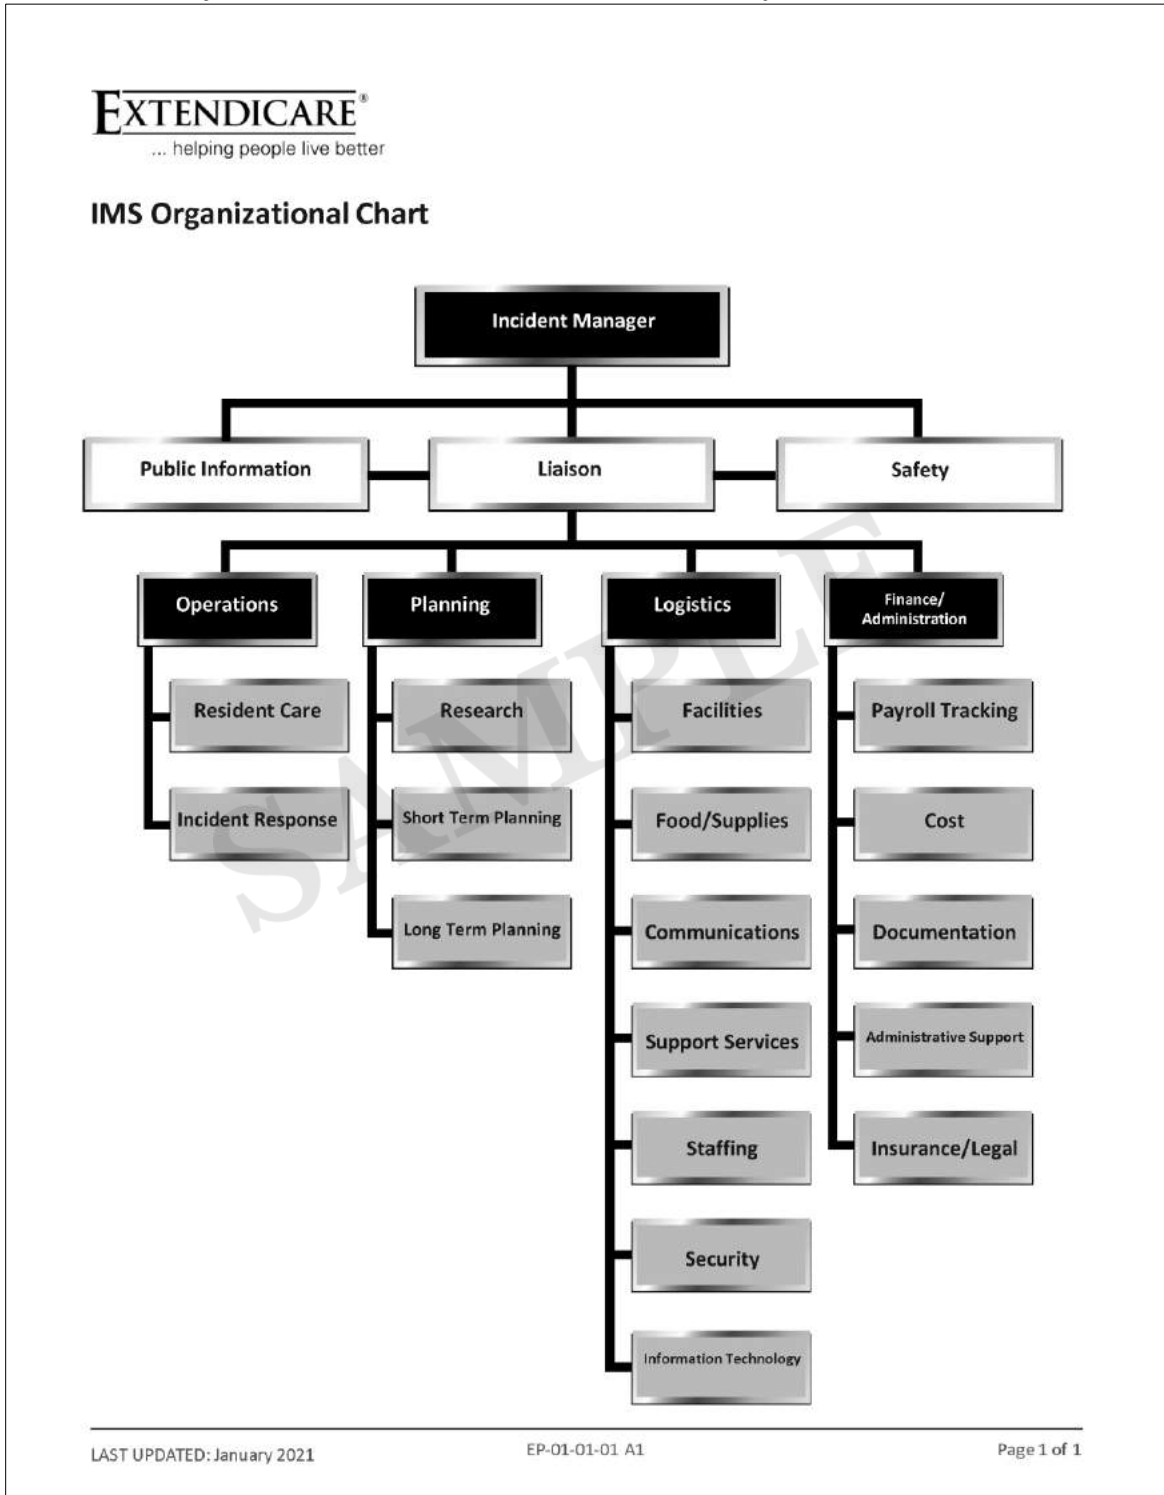 EXTENDICARE®
... helping people live better
IMS Organizational Chart
Incident Manager
Public Information
Liaison
Safety
Operations
Planning
Logistics
Finance/
Administration
Resident Care
Research
Facilities
Payroll Tracking
Incident Response
Short Term Planning
Food/Supplies
Cost
Long Term Planning
Communications
Documentation
Support Services
Administrative Support
Staffing
Insurance/Legal
Security
Information Technology
SAMPLE
LAST UPDATED: January 2021
EP-01-01-01 A1
Page 1 of 1